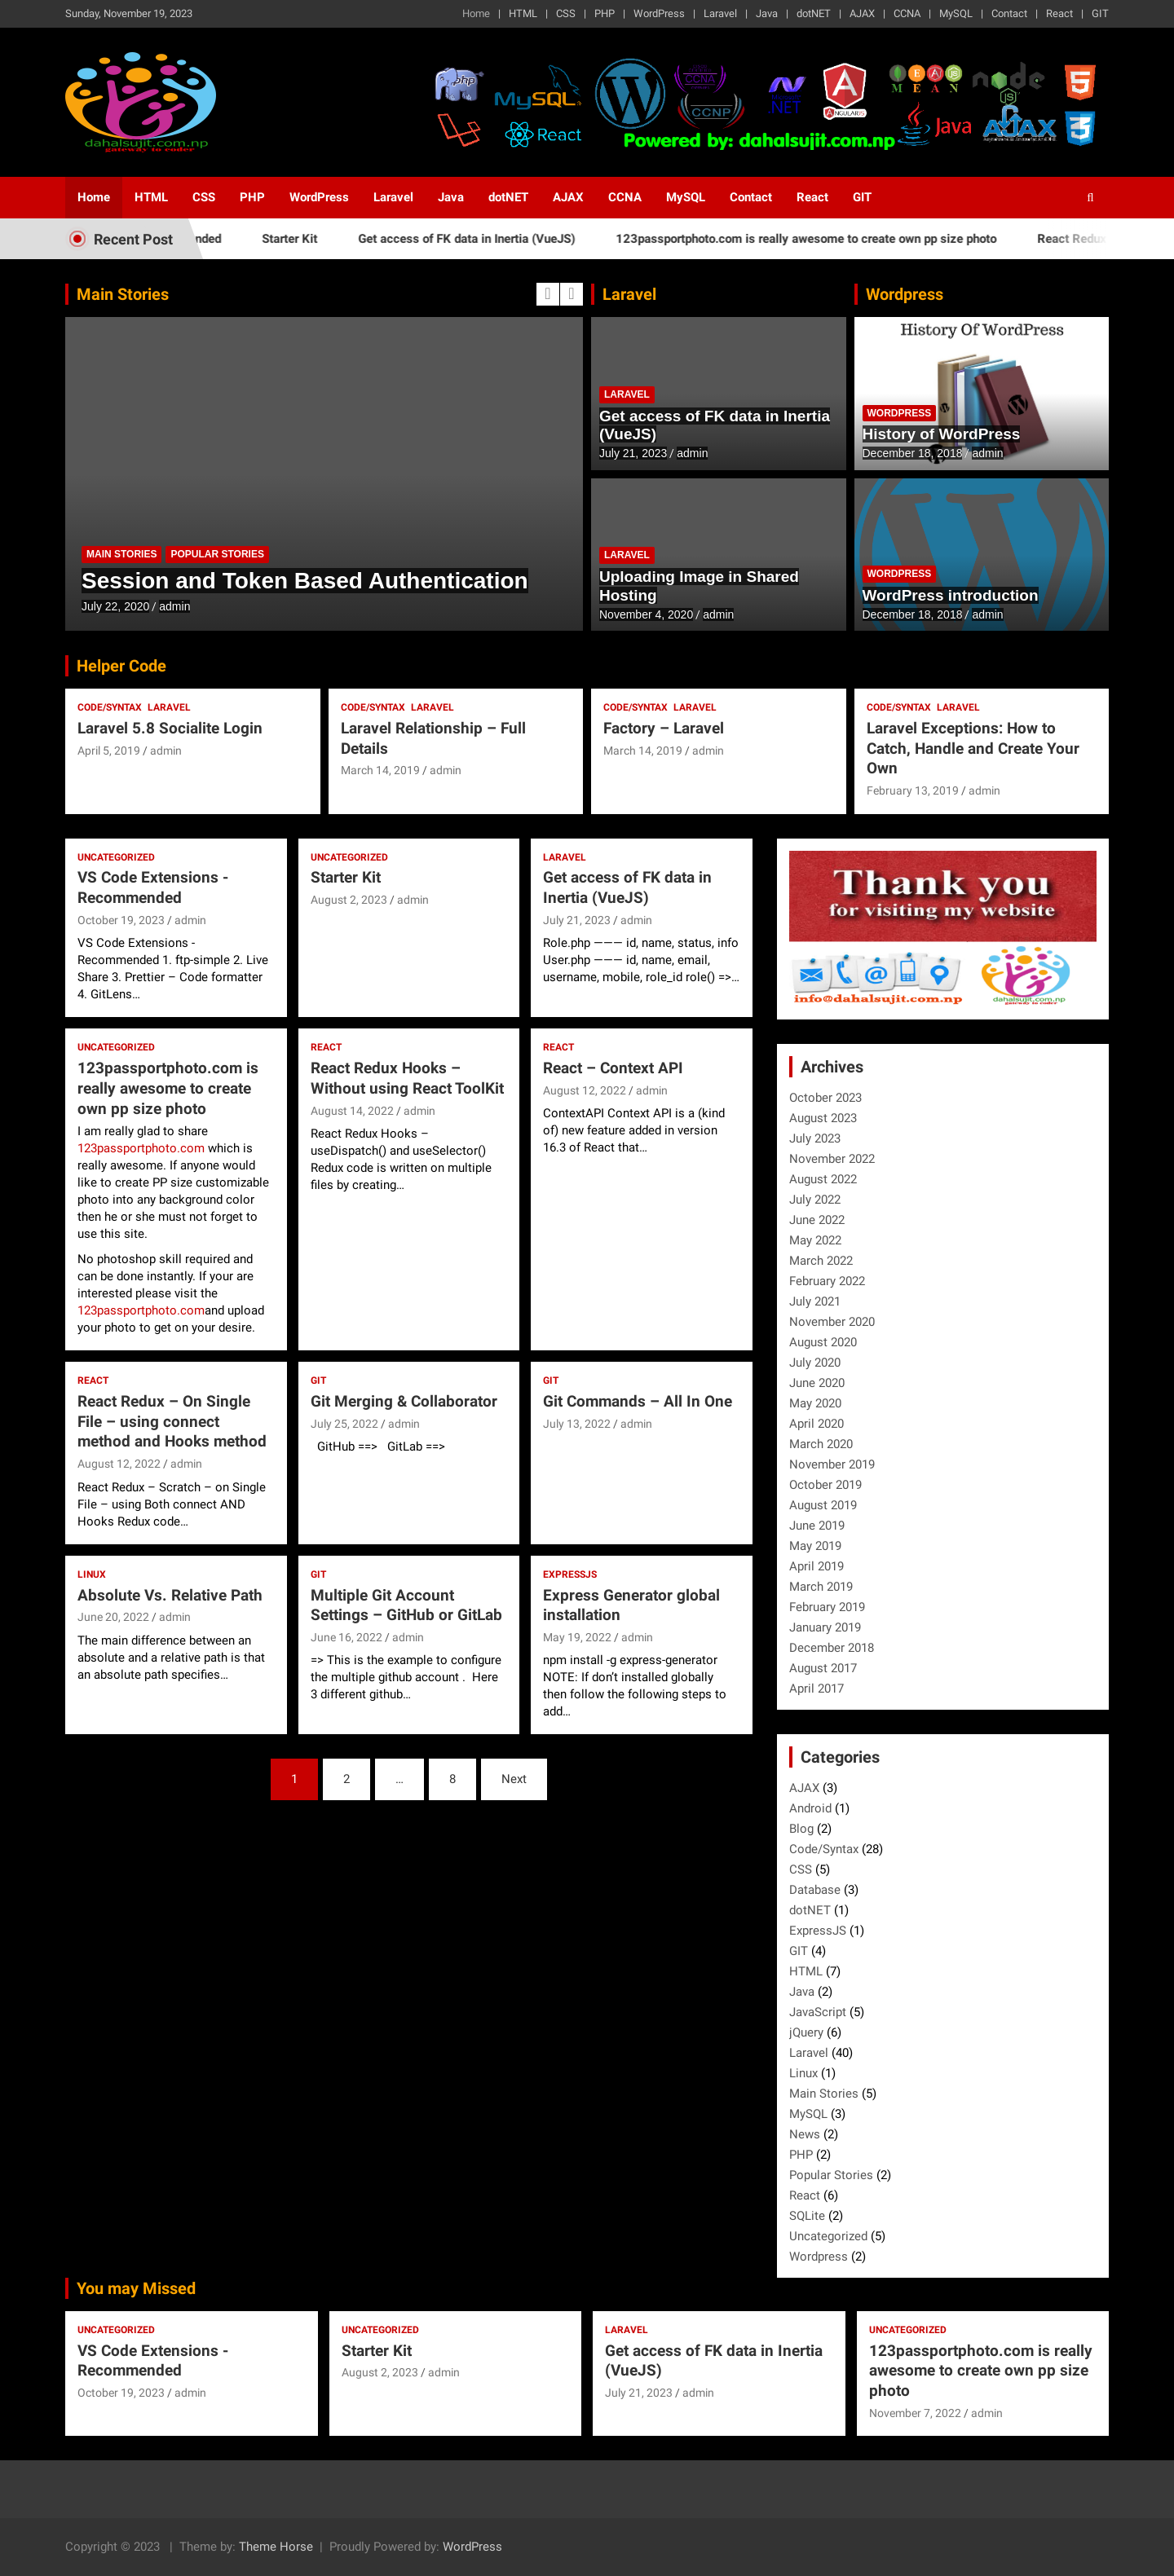 Sunday, November 19, 2023
Home | HTML | CSS | PHP | WordPress | Laravel | Java | dotNET | AJAX | CCNA | MySQL | Contact | React | GIT
dahalsujit.com.np
gateway to coder
php
MySQL
React
CCNA
CCNP
.NET
ANGULARJS
MEAN
node
JS
Java
AJAX
5
3
Powered by: dahalsujit.com.np
Home HTML CSS PHP WordPress Laravel Java dotNET AJAX CCNA MySQL Contact React GIT
Recent Post
nded Starter Kit Get access of FK data in Inertia (VueJS) 123passportphoto.com is really awesome to create own pp size photo React Redux
Main Stories
MAIN STORIES POPULAR STORIES
Session and Token Based Authentication
July 22, 2020 / admin
Laravel
LARAVEL
Get access of FK data in Inertia
(VueJS)
July 21, 2023 / admin
LARAVEL
Uploading Image in Shared
Hosting
November 4, 2020 / admin
Wordpress
History Of WordPress
WORDPRESS
History of WordPress
December 18, 2018 / admin
WORDPRESS
WordPress introduction
December 18, 2018 / admin
Helper Code
CODE/SYNTAX LARAVEL
Laravel 5.8 Socialite Login
April 5, 2019 / admin
CODE/SYNTAX LARAVEL
Laravel Relationship – Full
Details
March 14, 2019 / admin
CODE/SYNTAX LARAVEL
Factory – Laravel
March 14, 2019 / admin
CODE/SYNTAX LARAVEL
Laravel Exceptions: How to
Catch, Handle and Create Your
Own
February 13, 2019 / admin
UNCATEGORIZED
VS Code Extensions -
Recommended
October 19, 2023 / admin
VS Code Extensions -
Recommended 1. ftp-simple 2. Live
Share 3. Prettier – Code formatter
4. GitLens…
UNCATEGORIZED
Starter Kit
August 2, 2023 / admin
LARAVEL
Get access of FK data in
Inertia (VueJS)
July 21, 2023 / admin
Role.php ——— id, name, status, info
User.php ——— id, name, email,
username, mobile, role_id role() =>…
UNCATEGORIZED
123passportphoto.com is
really awesome to create
own pp size photo
I am really glad to share
123passportphoto.com which is
really awesome. If anyone would
like to create PP size customizable
photo into any background color
then he or she must not forget to
use this site.
No photoshop skill required and
can be done instantly. If your are
interested please visit the
123passportphoto.comand upload
your photo to get on your desire.
REACT
React Redux Hooks –
Without using React ToolKit
August 14, 2022 / admin
React Redux Hooks –
useDispatch() and useSelector()
Redux code is written on multiple
files by creating…
REACT
React – Context API
August 12, 2022 / admin
ContextAPI Context API is a (kind
of) new feature added in version
16.3 of React that…
REACT
React Redux – On Single
File – using connect
method and Hooks method
August 12, 2022 / admin
React Redux – Scratch – on Single
File – using Both connect AND
Hooks Redux code…
GIT
Git Merging & Collaborator
July 25, 2022 / admin
GitHub ==> GitLab ==>
GIT
Git Commands – All In One
July 13, 2022 / admin
LINUX
Absolute Vs. Relative Path
June 20, 2022 / admin
The main difference between an
absolute and a relative path is that
an absolute path specifies…
GIT
Multiple Git Account
Settings – GitHub or GitLab
June 16, 2022 / admin
=> This is the example to configure
the multiple github account . Here
3 different github…
EXPRESSJS
Express Generator global
installation
May 19, 2022 / admin
npm install -g express-generator
NOTE: If don't installed globally
then follow the following steps to
add…
1 2 … 8 Next
Thank you
for visiting my website
info@dahalsujit.com.np
dahalsujit.com.np
gateway to coder
Archives
October 2023
August 2023
July 2023
November 2022
August 2022
July 2022
June 2022
May 2022
March 2022
February 2022
July 2021
November 2020
August 2020
July 2020
June 2020
May 2020
April 2020
March 2020
November 2019
October 2019
August 2019
June 2019
May 2019
April 2019
March 2019
February 2019
January 2019
December 2018
August 2017
April 2017
Categories
AJAX (3)
Android (1)
Blog (2)
Code/Syntax (28)
CSS (5)
Database (3)
dotNET (1)
ExpressJS (1)
GIT (4)
HTML (7)
Java (2)
JavaScript (5)
jQuery (6)
Laravel (40)
Linux (1)
Main Stories (5)
MySQL (3)
News (2)
PHP (2)
Popular Stories (2)
React (6)
SQLite (2)
Uncategorized (5)
Wordpress (2)
You may Missed
UNCATEGORIZED
VS Code Extensions -
Recommended
October 19, 2023 / admin
UNCATEGORIZED
Starter Kit
August 2, 2023 / admin
LARAVEL
Get access of FK data in Inertia
(VueJS)
July 21, 2023 / admin
UNCATEGORIZED
123passportphoto.com is really
awesome to create own pp size
photo
November 7, 2022 / admin
Copyright © 2023 | Theme by: Theme Horse | Proudly Powered by: WordPress